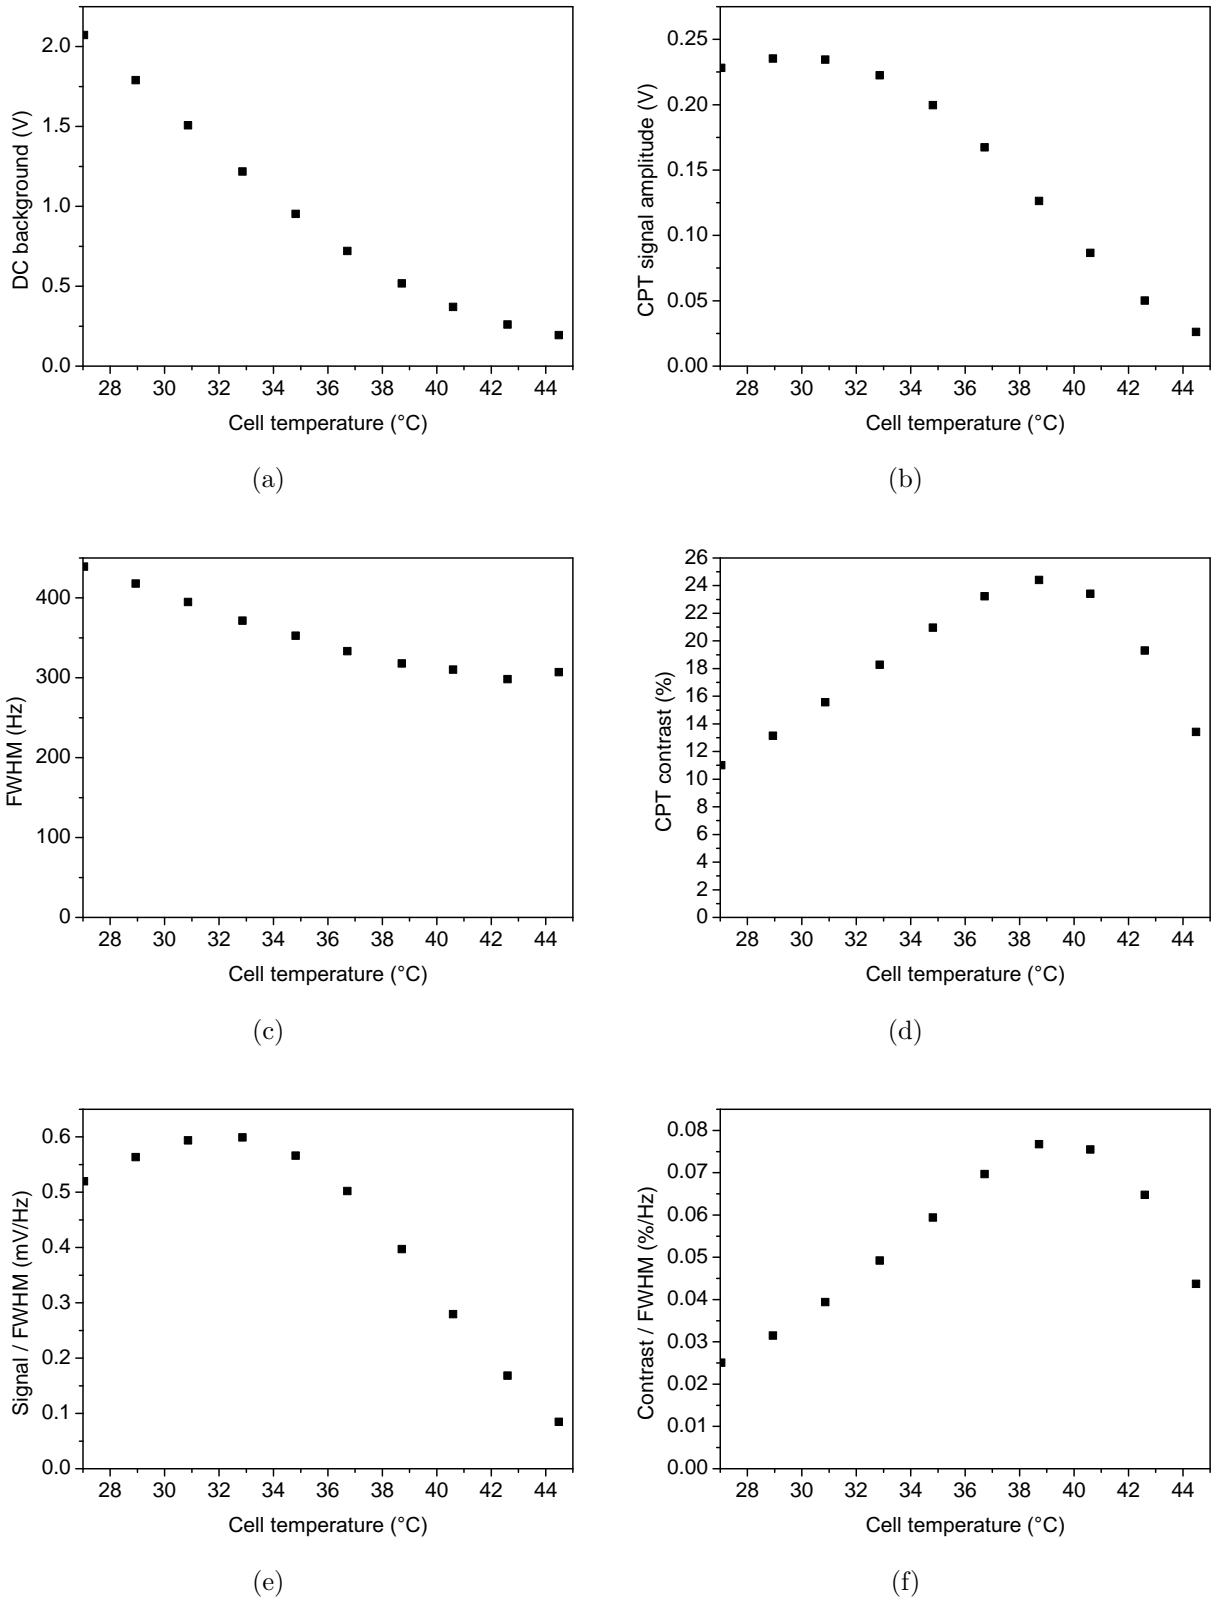 2.0
1.5
1.0
0.5
0.0
DC background (V)
28 30 32 34 36 38 40 42 44
Cell temperature (°C)
(a)
0.25
0.20
0.15
0.10
0.05
0.00
CPT signal amplitude (V)
28 30 32 34 36 38 40 42 44
Cell temperature (°C)
(b)
400
300
200
100
0
FWHM (Hz)
28 30 32 34 36 38 40 42 44
Cell temperature (°C)
(c)
26
24
22
20
18
16
14
12
10
8
6
4
2
0
CPT contrast (%)
28 30 32 34 36 38 40 42 44
Cell temperature (°C)
(d)
0.6
0.5
0.4
0.3
0.2
0.1
0.0
Signal / FWHM (mV/Hz)
28 30 32 34 36 38 40 42 44
Cell temperature (°C)
(e)
0.08
0.07
0.06
0.05
0.04
0.03
0.02
0.01
0.00
Contrast / FWHM (%/Hz)
28 30 32 34 36 38 40 42 44
Cell temperature (°C)
(f)